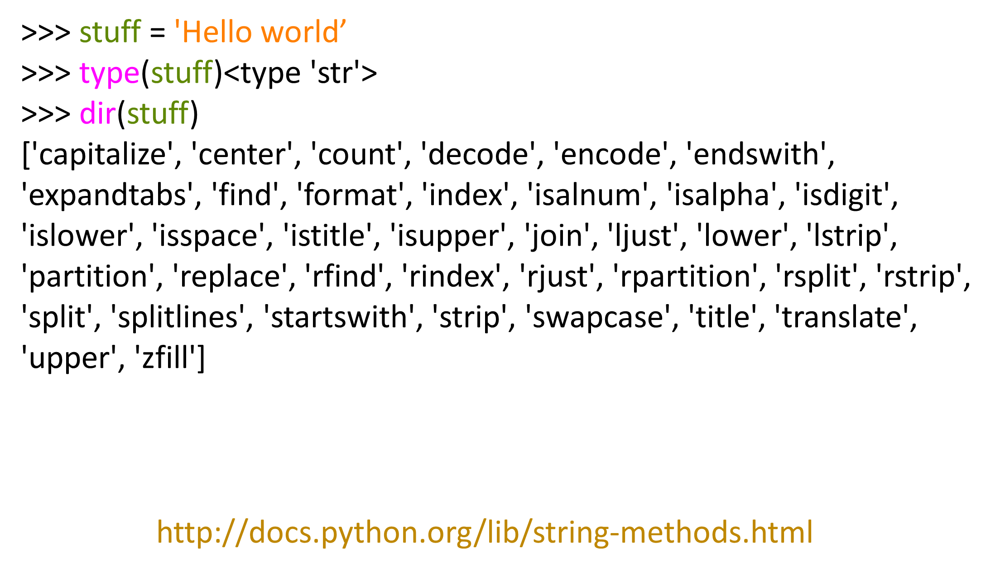 >>> stuff = 'Hello world’
>>> type(stuff)<type 'str'>
>>> dir(stuff)
['capitalize', 'center', 'count', 'decode', 'encode', 'endswith',
'expandtabs', 'find', 'format', 'index', 'isalnum', 'isalpha', 'isdigit',
'islower', 'isspace', 'istitle', 'isupper', 'join', 'ljust', 'lower', 'lstrip',
'partition', 'replace', 'rfind', 'rindex', 'rjust', 'rpartition', 'rsplit', 'rstrip',
'split', 'splitlines', 'startswith', 'strip', 'swapcase', 'title', 'translate',
'upper', 'zfill']
http://docs.python.org/lib/string-methods.html